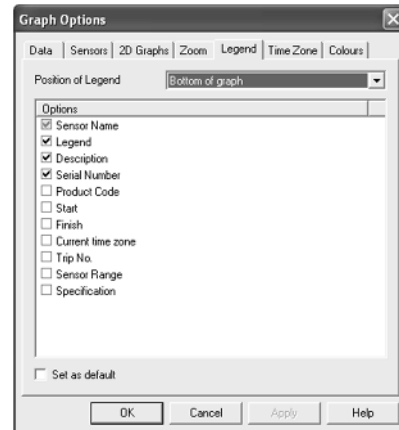 Graph Options
Data Sensors 2D Graphs Zoom Legend Time Zone Colours
Position of Legend Bottom of graph
Options
Sensor Name
Legend
Description
Serial Number
Product Code
Start
Finish
Current time zone
Trip No.
Sensor Range
Specification
Set as default
OK Cancel Apply Help